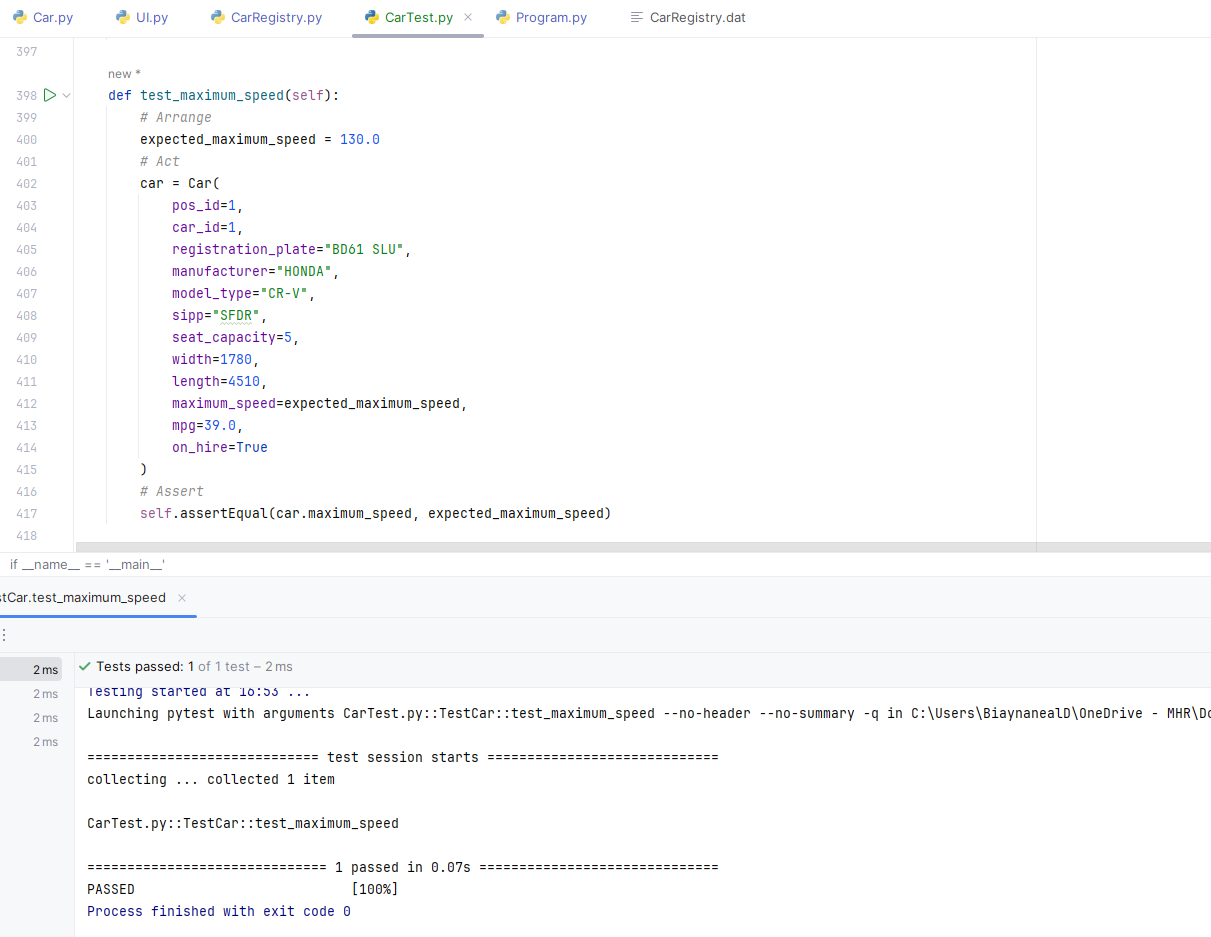 Car.py UI.py CarRegistry.py CarTest.py Program.py CarRegistry.dat
397
new *
398 def test_maximum_speed(self):
399 # Arrange
400 expected_maximum_speed = 130.0
401 # Act
402 car = Car(
403 pos_id=1,
404 car_id=1,
405 registration_plate="BD61 SLU",
406 manufacturer="HONDA",
407 model_type="CR-V",
408 sipp="SFDR",
409 seat_capacity=5,
410 width=1780,
411 length=4510,
412 maximum_speed=expected_maximum_speed,
413 mpg=39.0,
414 on_hire=True
415 )
416 # Assert
417 self.assertEqual(car.maximum_speed, expected_maximum_speed)
418
if __name__ == '__main__'
stCar.test_maximum_speed
2 ms Tests passed: 1 of 1 test – 2 ms
2 ms Testing started at 16:53 ...
2 ms Launching pytest with arguments CarTest.py::TestCar::test_maximum_speed --no-header --no-summary -q in C:\Users\BiaynanealD\OneDrive - MHR\Do
2 ms
============================= test session starts =============================
collecting ... collected 1 item
CarTest.py::TestCar::test_maximum_speed
============================== 1 passed in 0.07s ==============================
PASSED [100%]
Process finished with exit code 0